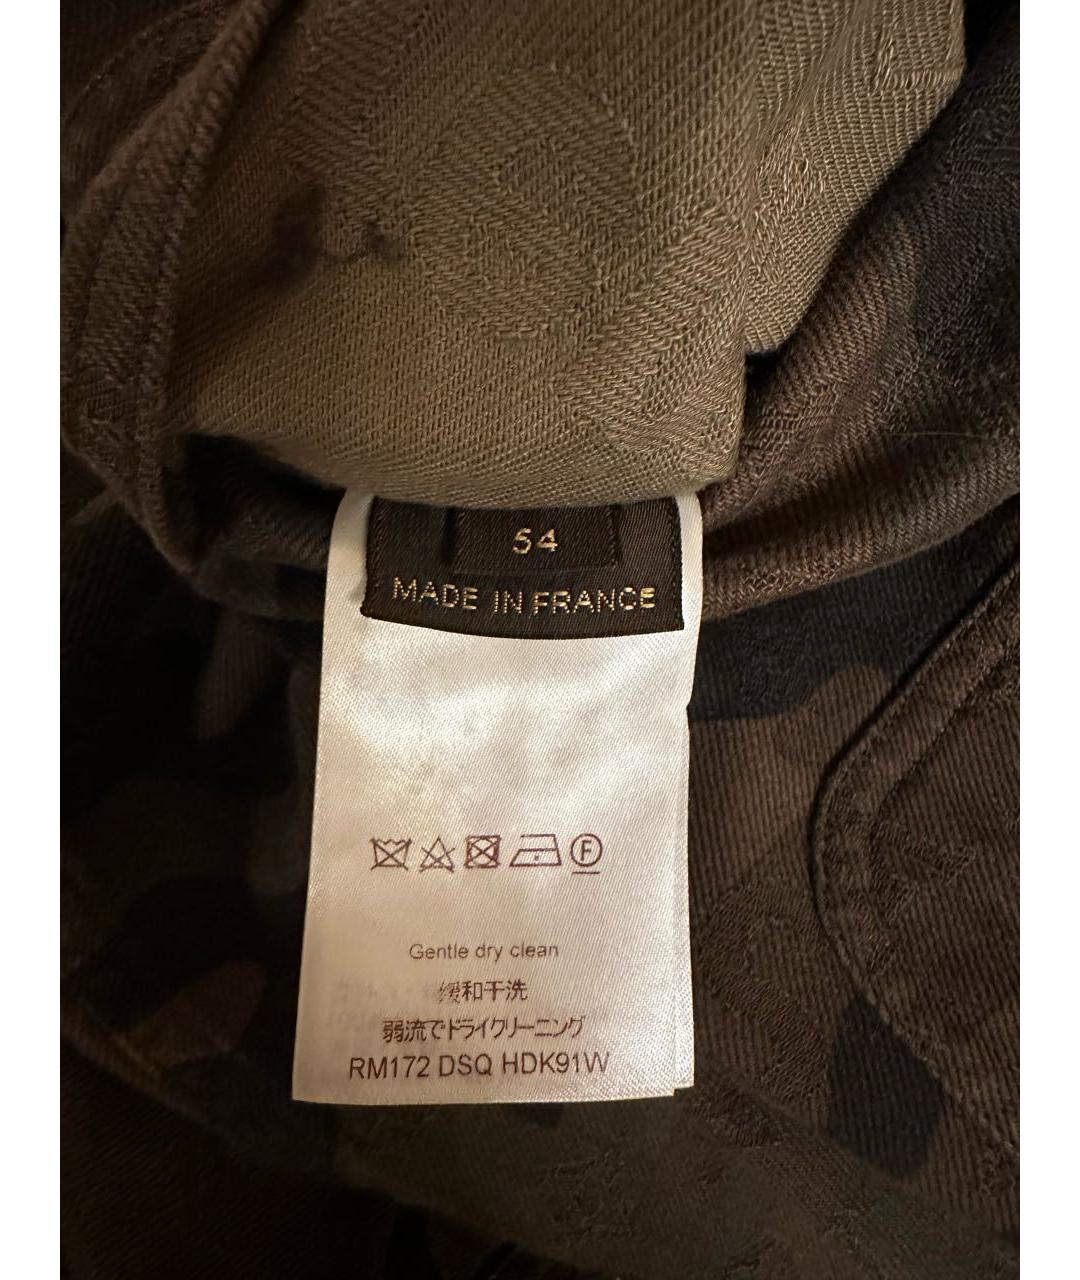 54
MADE IN FRANCE
F
Gentle dry clean
缓和干洗
弱流でドライクリーニング
RM172 DSQ HDK91W